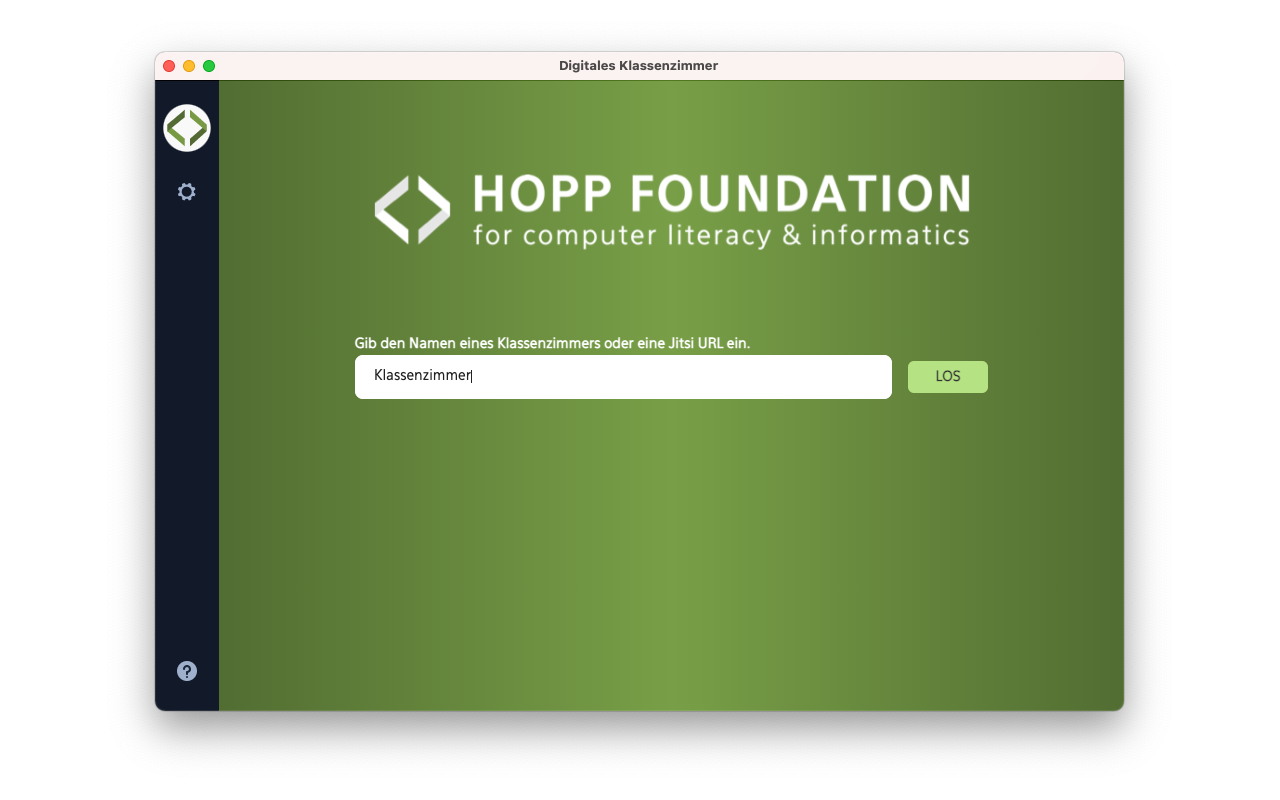 Digitales Klassenzimmer
HOPP FOUNDATION
for computer literacy & informatics
Gib den Namen eines Klassenzimmers oder eine Jitsi URL ein.
Klassenzimmer
LOS
?